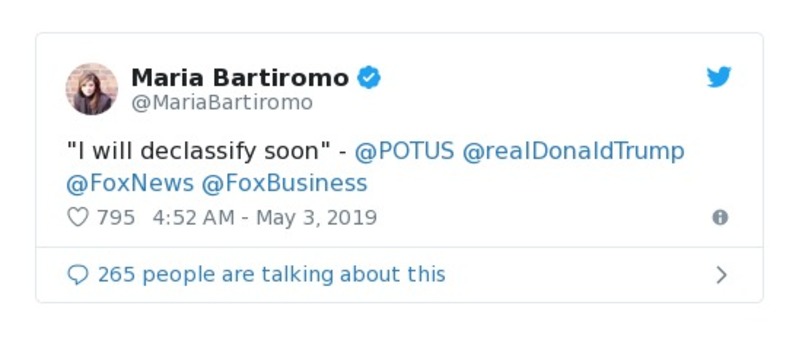 Maria Bartiromo
@MariaBartiromo
"I will declassify soon" - @POTUS @realDonaldTrump
@FoxNews @FoxBusiness
795 4:52 AM - May 3, 2019
265 people are talking about this